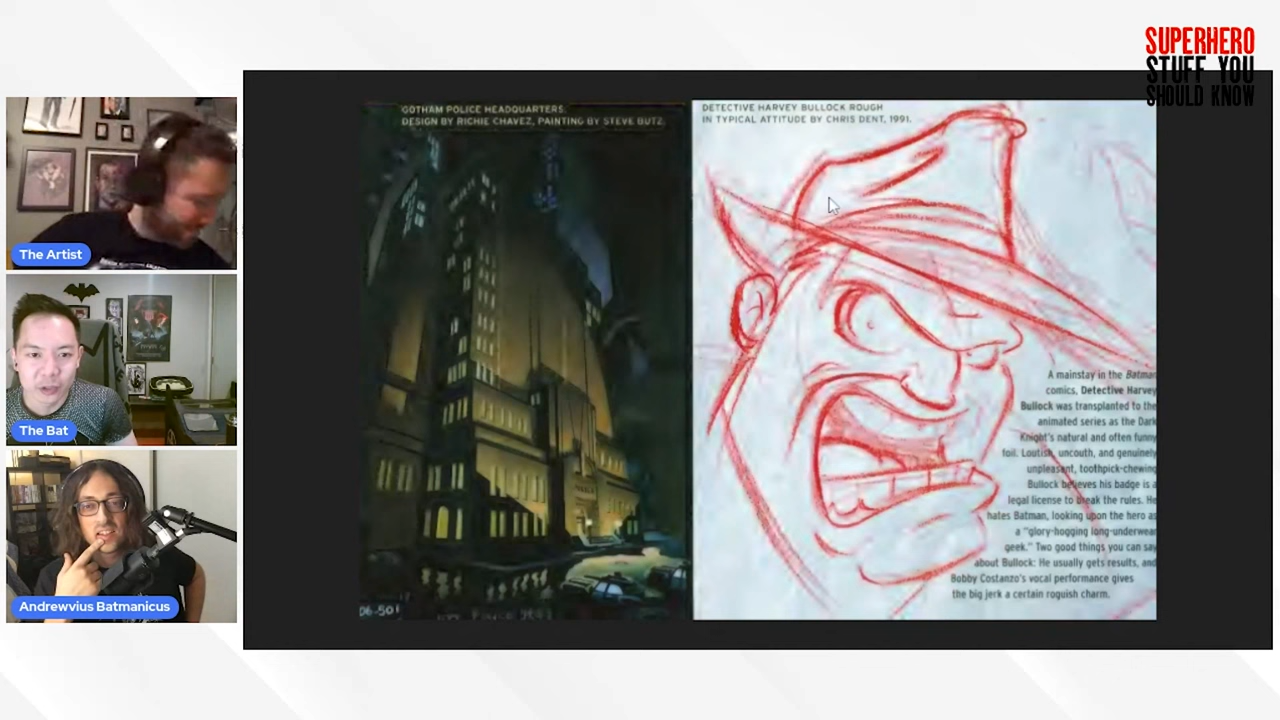 SUPERHERO
STUFF YOU
SHOULD KNOW
The Artist
The Bat
Andrewvius Batmanicus
GOTHAM POLICE HEADQUARTERS.
DESIGN BY RICHIE CHAVEZ, PAINTING BY STEVE BUTZ.
06-501
DETECTIVE HARVEY BULLOCK ROUGH
IN TYPICAL ATTITUDE BY CHRIS DENT, 1991.
A mainstay in the Batman
comics, Detective Harvey
Bullock was transplanted to the
animated series as the Dark
Knight's natural and often funny
foil. Loutish, uncouth, and genuinely
unpleasant, toothpick-chewing
Bullock believes his badge is a
legal license to break the rules. He
hates Batman, looking upon the hero as
a "glory-hogging long-underwear
geek." Two good things you can say
about Bullock: He usually gets results, and
Bobby Costanzo's vocal performance gives
the big jerk a certain roguish charm.